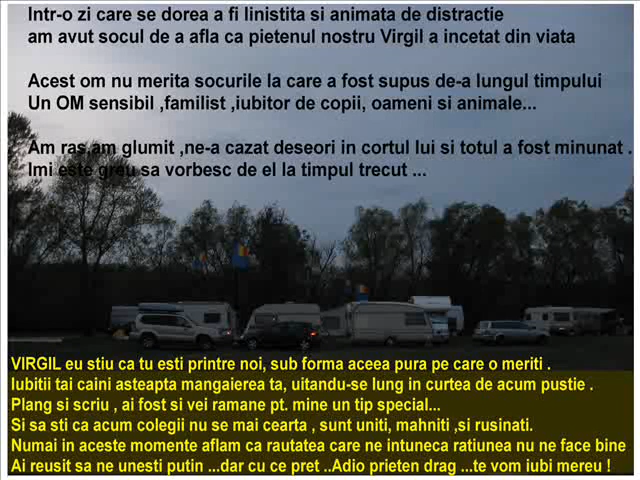 Intr-o zi care se dorea a fi linistita si animata de distractie
am avut socul de a afla ca pietenul nostru Virgil a incetat din viata
Acest om nu merita socurile la care a fost supus de-a lungul timpului
Un OM sensibil ,familist ,iubitor de copii, oameni si animale...
Am ras,am glumit ,ne-a cazat deseori in cortul lui si totul a fost minunat .
Imi este greu sa vorbesc de el la timpul trecut ...
VIRGIL eu stiu ca tu esti printre noi, sub forma aceea pura pe care o meriti .
Iubitii tai caini asteapta mangaierea ta, uitandu-se lung in curtea de acum pustie .
Plang si scriu , ai fost si vei ramane pt. mine un tip special...
Si sa sti ca acum colegii nu se mai cearta , sunt uniti, mahniti ,si rusinati.
Numai in aceste momente aflam ca rautatea care ne intuneca ratiunea nu ne face bine
Ai reusit sa ne unesti putin ...dar cu ce pret ..Adio prieten drag ...te vom iubi mereu !